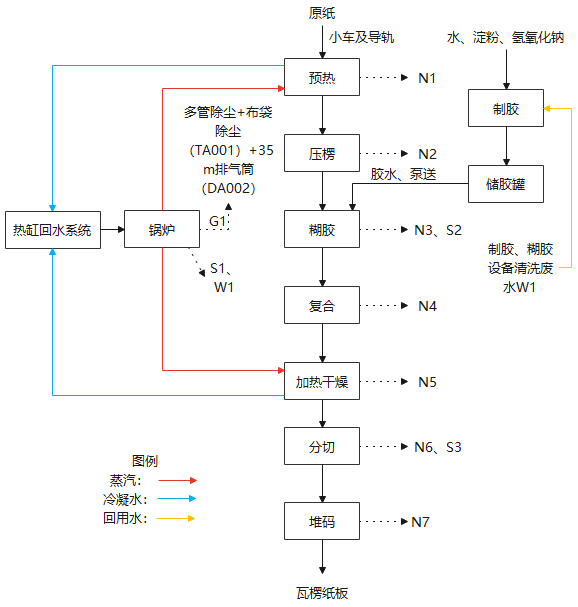 原纸
小车及导轨
水、淀粉、氢氧化钠
预热
N1
多管除尘+布袋
除尘
（TA001）+35
m排气筒
（DA002）
制胶
压楞
N2
胶水、泵送
储胶罐
热缸回水系统
锅炉
G1
糊胶
N3、S2
S1、
W1
制胶、糊胶
设备清洗废
水W1
复合
N4
加热干燥
N5
分切
N6、S3
图例
蒸汽：
冷凝水：
回用水：
堆码
N7
瓦楞纸板